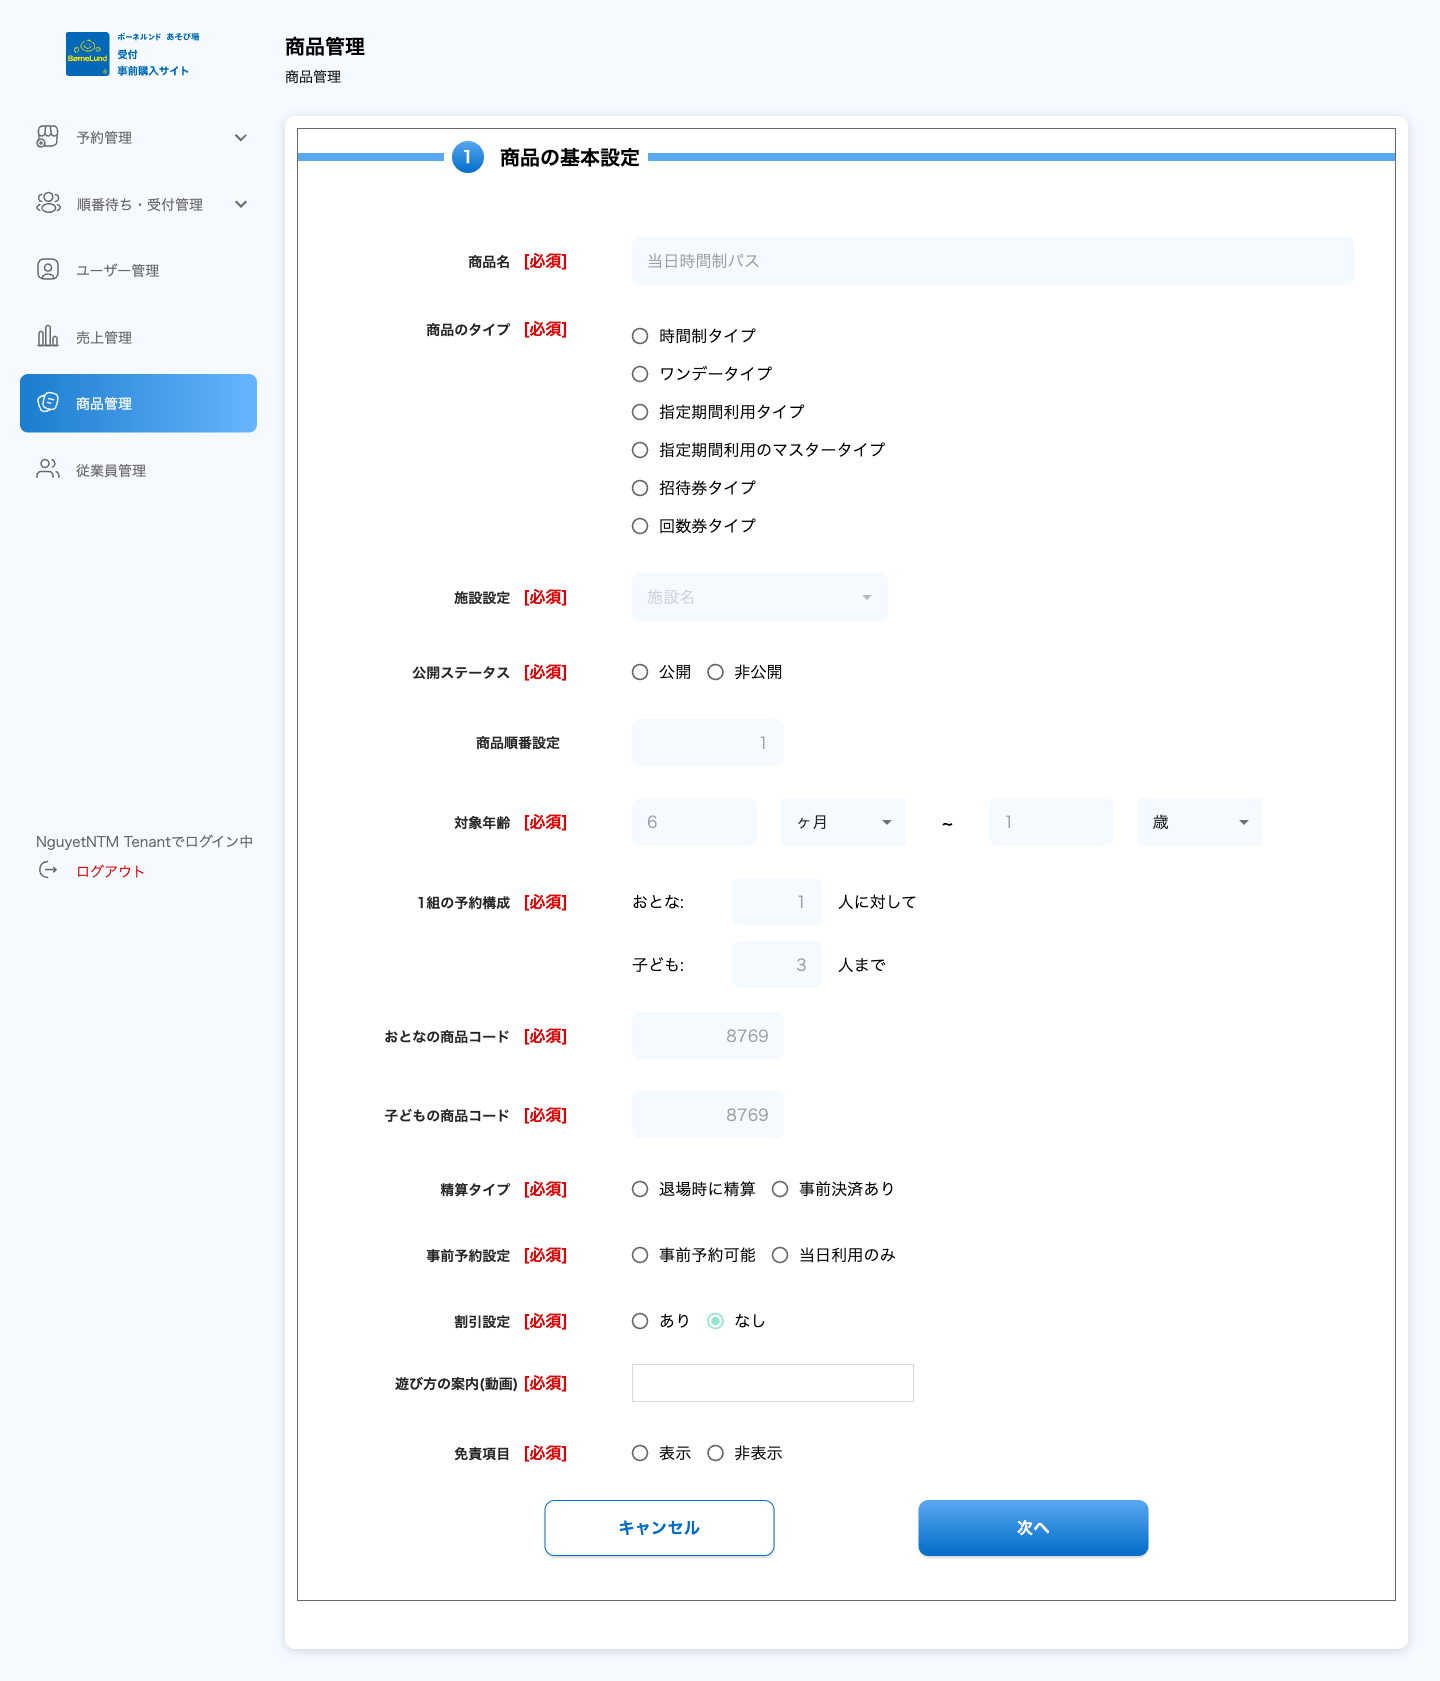 ボーネルンド あそび場
受付
事前購入サイト
BørneLund
商品管理
商品管理
予約管理
順番待ち・受付管理
ユーザー管理
売上管理
商品管理
従業員管理
NguyetNTM Tenantでログイン中
ログアウト
1 商品の基本設定
商品名 [必須] 当日時間制パス
商品のタイプ [必須] 時間制タイプ
ワンデータイプ
指定期間利用タイプ
指定期間利用のマスタータイプ
招待券タイプ
回数券タイプ
施設設定 [必須] 施設名
公開ステータス [必須] 公開 非公開
商品順番設定 1
対象年齢 [必須] 6 ヶ月 ~ 1 歳
1組の予約構成 [必須] おとな: 1 人に対して
子ども: 3 人まで
おとなの商品コード [必須] 8769
子どもの商品コード [必須] 8769
精算タイプ [必須] 退場時に精算 事前決済あり
事前予約設定 [必須] 事前予約可能 当日利用のみ
割引設定 [必須] あり なし
遊び方の案内(動画) [必須]
免責項目 [必須] 表示 非表示
キャンセル 次へ